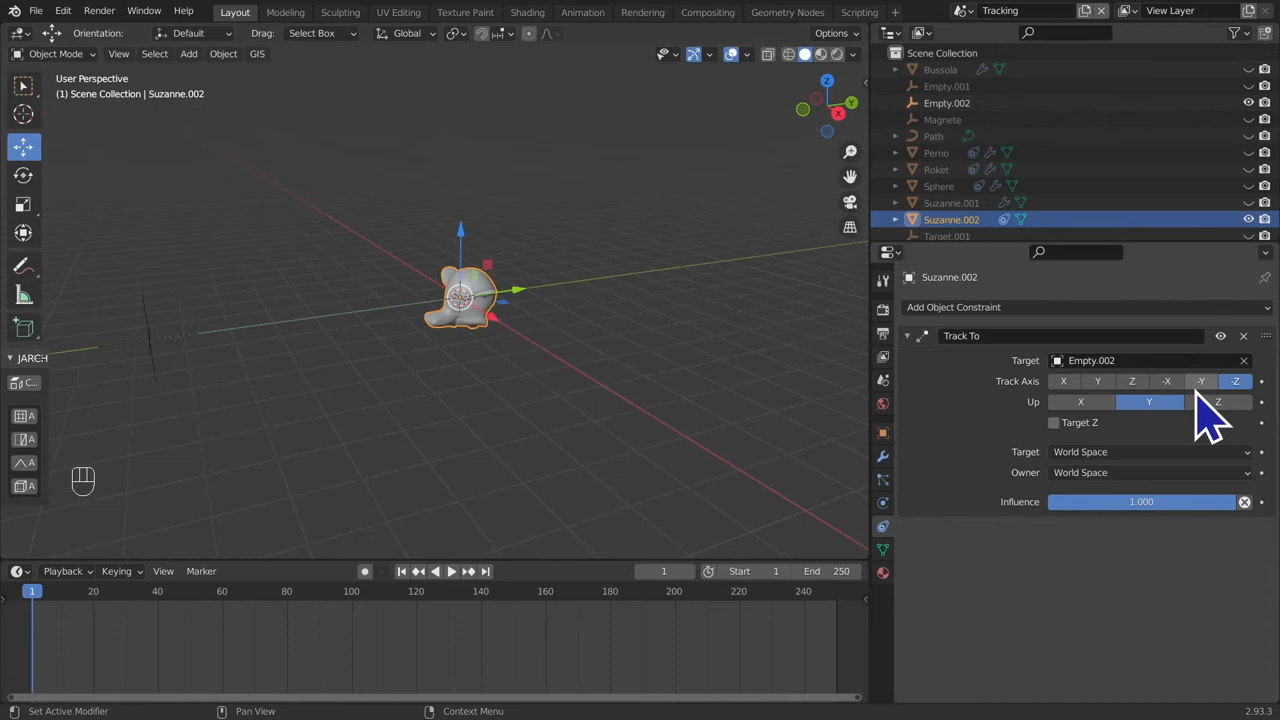 File Edit Render Window Help Layout Modeling Sculpting UV Editing Texture Paint Shading Animation Rendering Compositing Geometry Nodes Scripting + Tracking View Layer
Orientation: Default Drag: Select Box Global Options
Object Mode View Select Add Object GIS
User Perspective
(1) Scene Collection | Suzanne.002
Z
Y
X
JARCH
C...
A
A
A
A
Scene Collection
Bussola
Empty.001
Empty.002
Magnete
Path
Perno
Roket
Sphere
Suzanne.001
Suzanne.002
Target.001
Suzanne.002
Add Object Constraint
Track To
Target Empty.002
Track Axis X Y Z -X -Y -Z
Up X Y Z
Target Z
Target World Space
Owner World Space
Influence 1.000
Playback Keying View Marker 1 Start 1 End 250
1 20 40 60 80 100 120 140 160 180 200 220 240
Set Active Modifier Pan View Context Menu 2.93.3